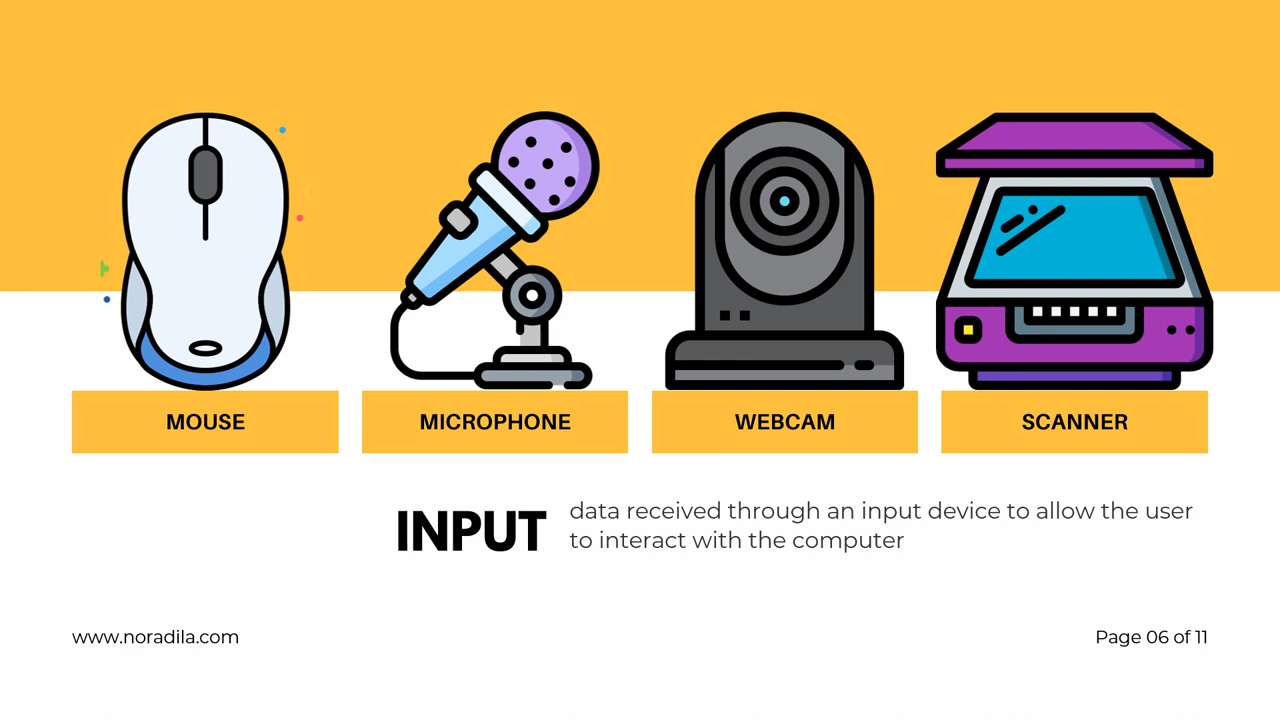 MOUSE
MICROPHONE
WEBCAM
SCANNER
INPUT
data received through an input device to allow the user
to interact with the computer
www.noradila.com
Page 06 of 11